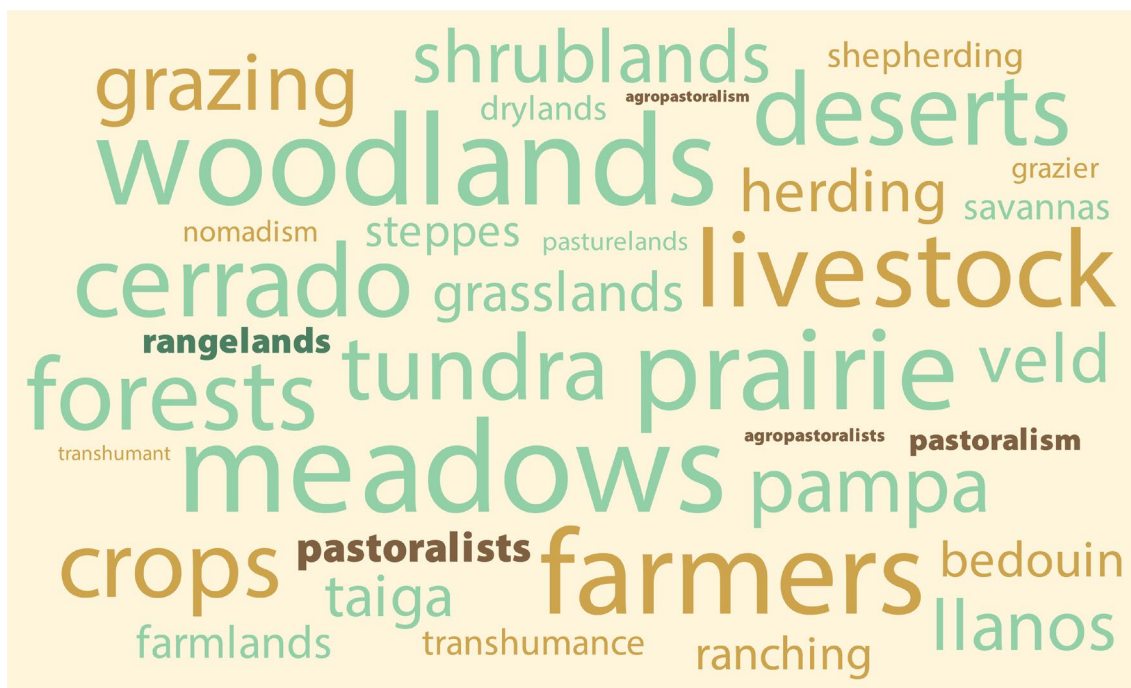 shrublands
shepherding
grazing
drylands
agropastoralism
deserts
woodlands
grazier
herding
savannas
nomadism
steppes
pasturelands
livestock
cerrado
grasslands
rangelands
tundra
prairie
veld
forests
transhumant
meadows
agropastoralists
pastoralism
pampa
crops
pastoralists
farmers
bedouin
taiga
llanos
farmlands
transhumance
ranching